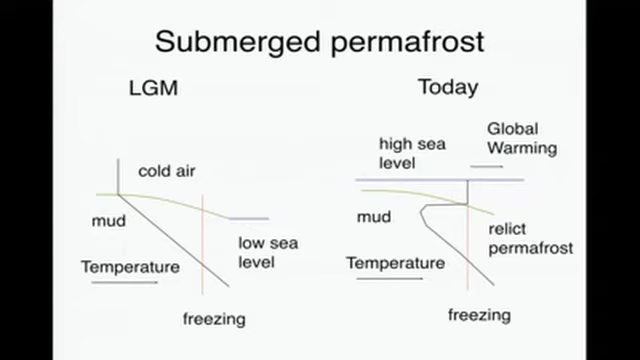 Submerged permafrost
LGM
cold air
mud
Temperature
low sea
level
freezing
Today
Global
Warming
high sea
level
mud
relict
permafrost
Temperature
freezing